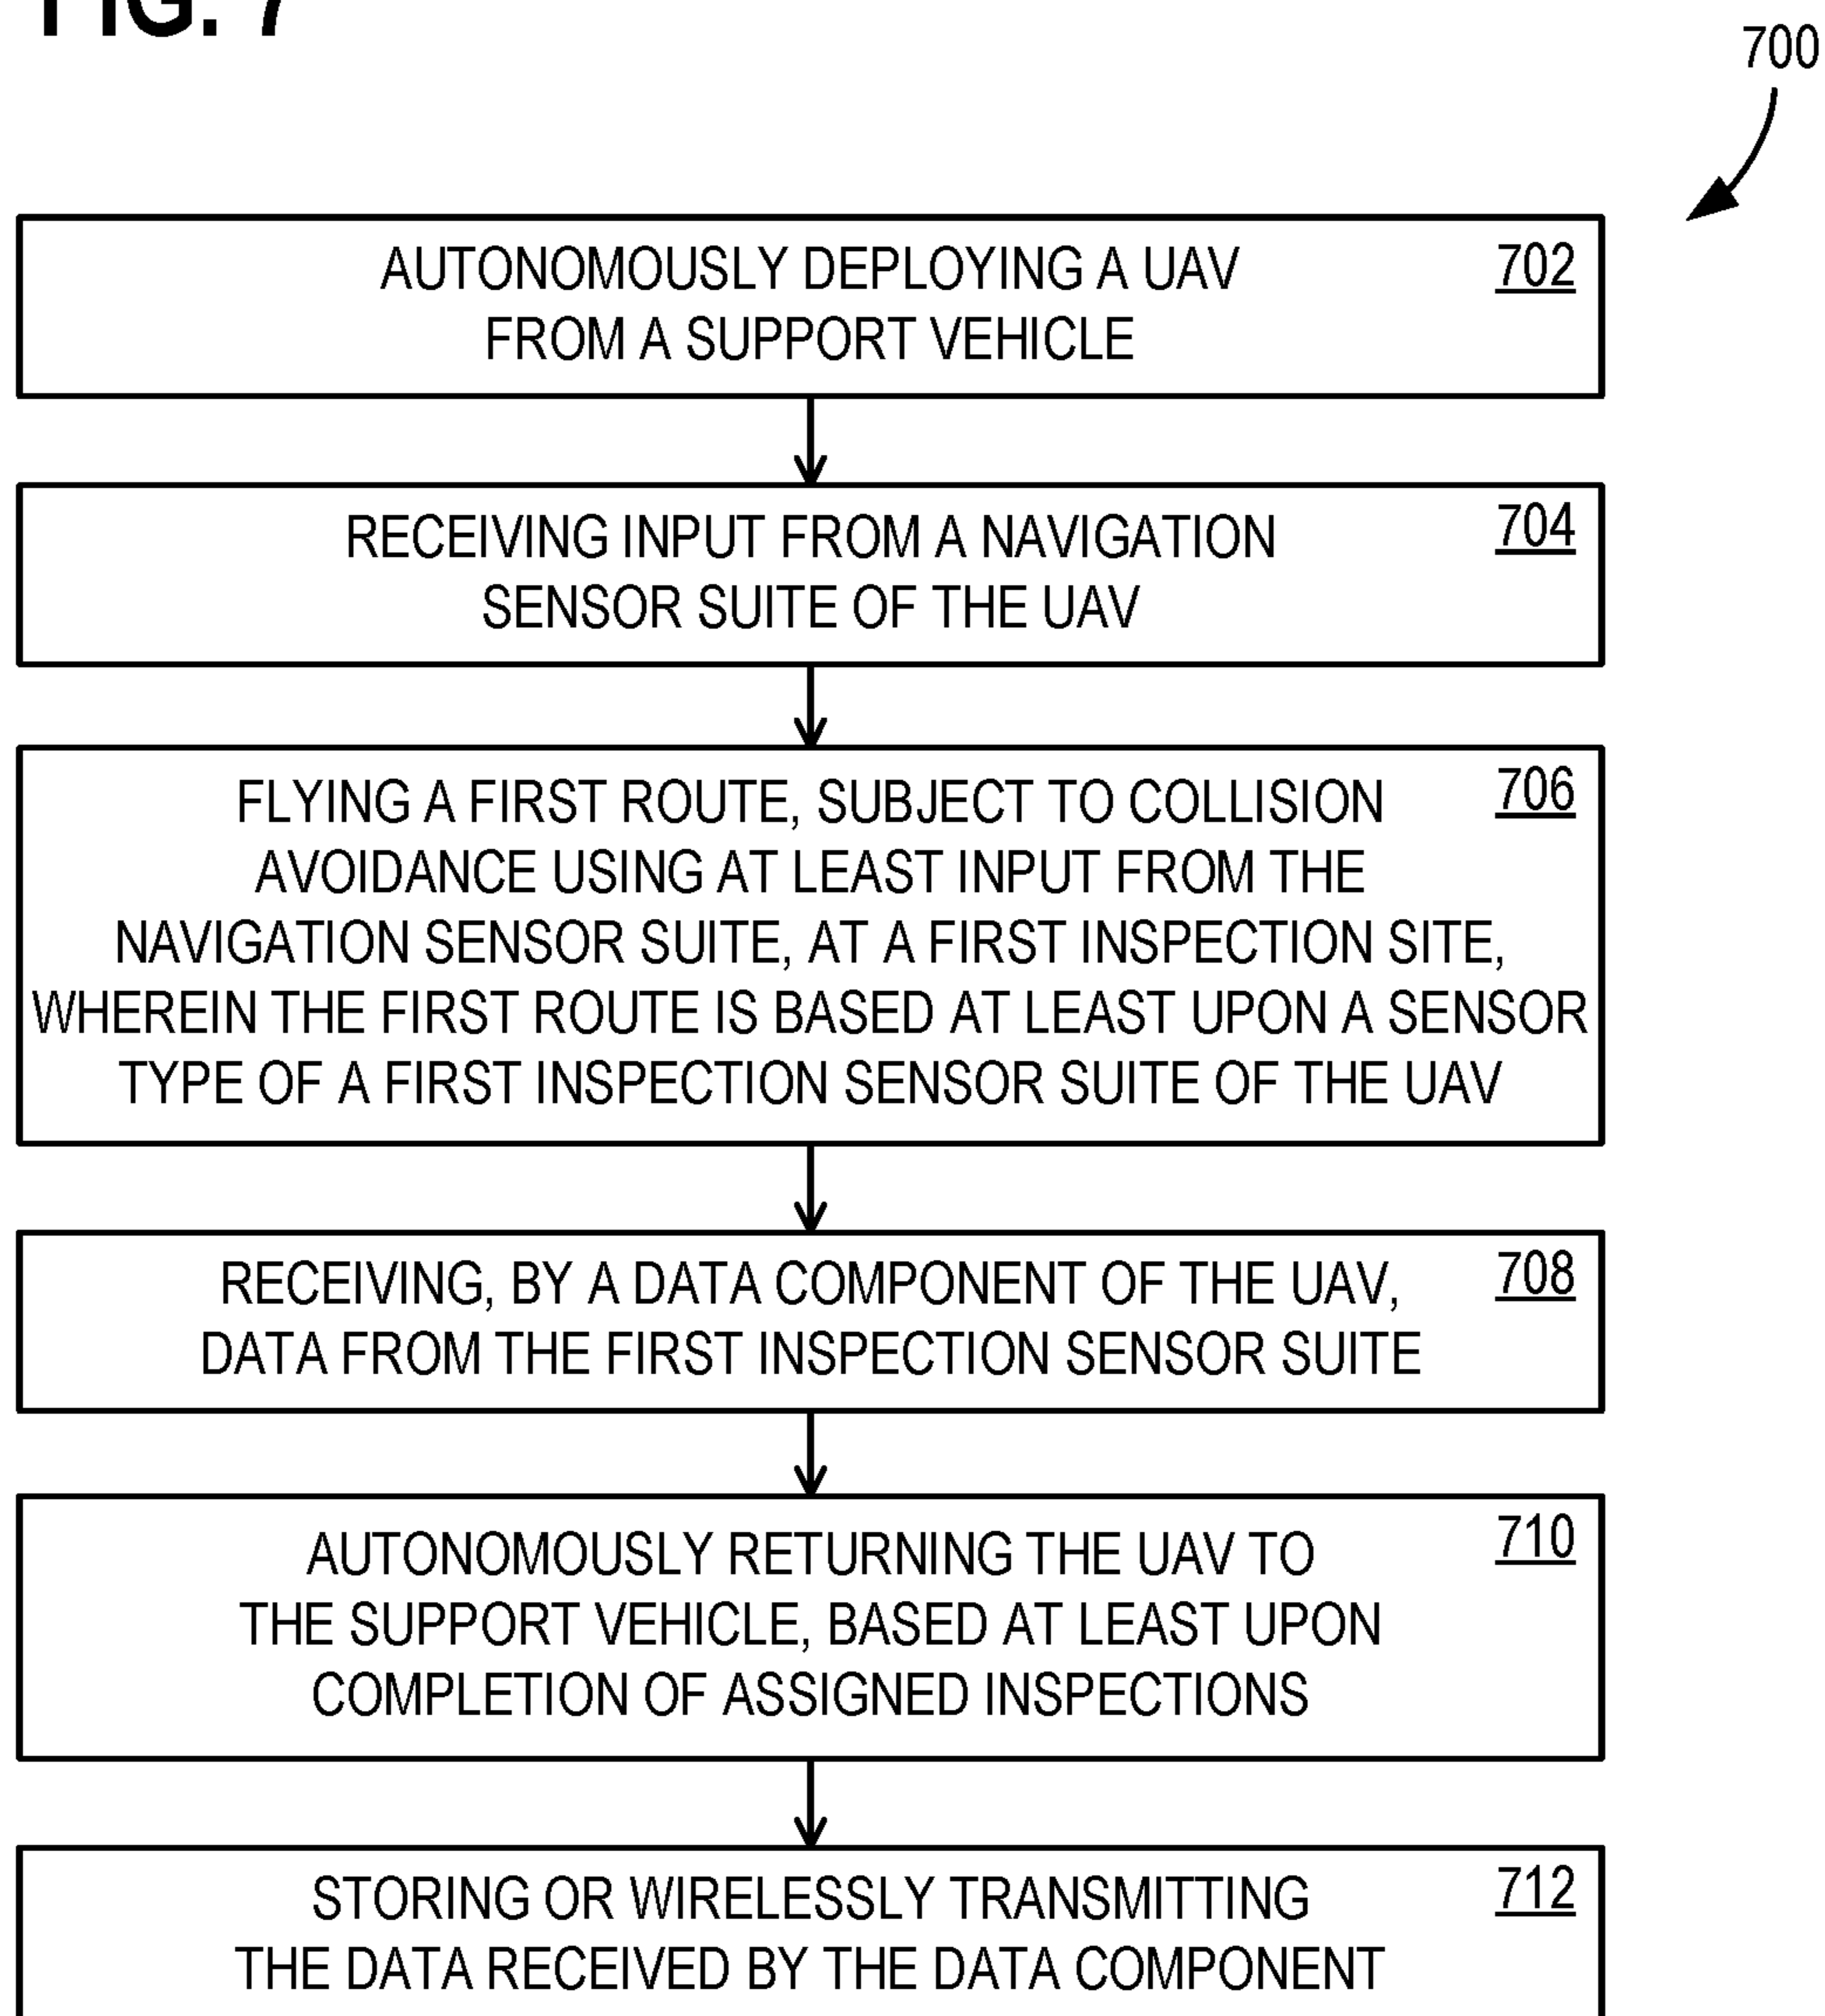 FIG. 7
700
AUTONOMOUSLY DEPLOYING A UAV
FROM A SUPPORT VEHICLE
702
RECEIVING INPUT FROM A NAVIGATION
SENSOR SUITE OF THE UAV
704
FLYING A FIRST ROUTE, SUBJECT TO COLLISION
AVOIDANCE USING AT LEAST INPUT FROM THE
NAVIGATION SENSOR SUITE, AT A FIRST INSPECTION SITE,
WHEREIN THE FIRST ROUTE IS BASED AT LEAST UPON A SENSOR
TYPE OF A FIRST INSPECTION SENSOR SUITE OF THE UAV
706
RECEIVING, BY A DATA COMPONENT OF THE UAV,
DATA FROM THE FIRST INSPECTION SENSOR SUITE
708
AUTONOMOUSLY RETURNING THE UAV TO
THE SUPPORT VEHICLE, BASED AT LEAST UPON
COMPLETION OF ASSIGNED INSPECTIONS
710
STORING OR WIRELESSLY TRANSMITTING
THE DATA RECEIVED BY THE DATA COMPONENT
712